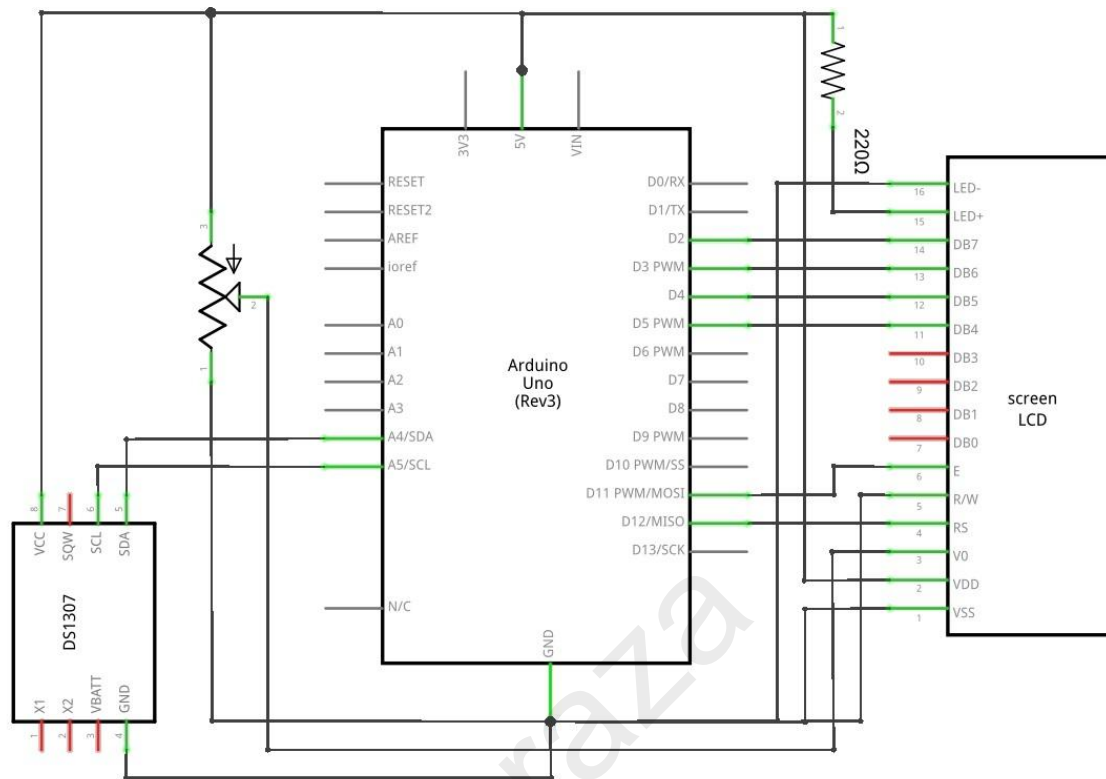 3V3
5V
VIN
1
2
220Ω
RESET
RESET2
AREF
ioref
A0
A1
A2
A3
A4/SDA
A5/SCL
N/C
D0/RX
D1/TX
D2
D3 PWM
D4
D5 PWM
D6 PWM
D7
D8
D9 PWM
D10 PWM/SS
D11 PWM/MOSI
D12/MISO
D13/SCK
GND
Arduino
Uno
(Rev3)
3
2
1
16 LED-
15 LED+
14 DB7
13 DB6
12 DB5
11 DB4
10 DB3
9 DB2
8 DB1
7 DB0
6 E
5 R/W
4 RS
3 V0
2 VDD
1 VSS
screen
LCD
8 VCC
7 SQW
6 SCL
5 SDA
DS1307
1 X1
2 X2
3 VBATT
4 GND
raza